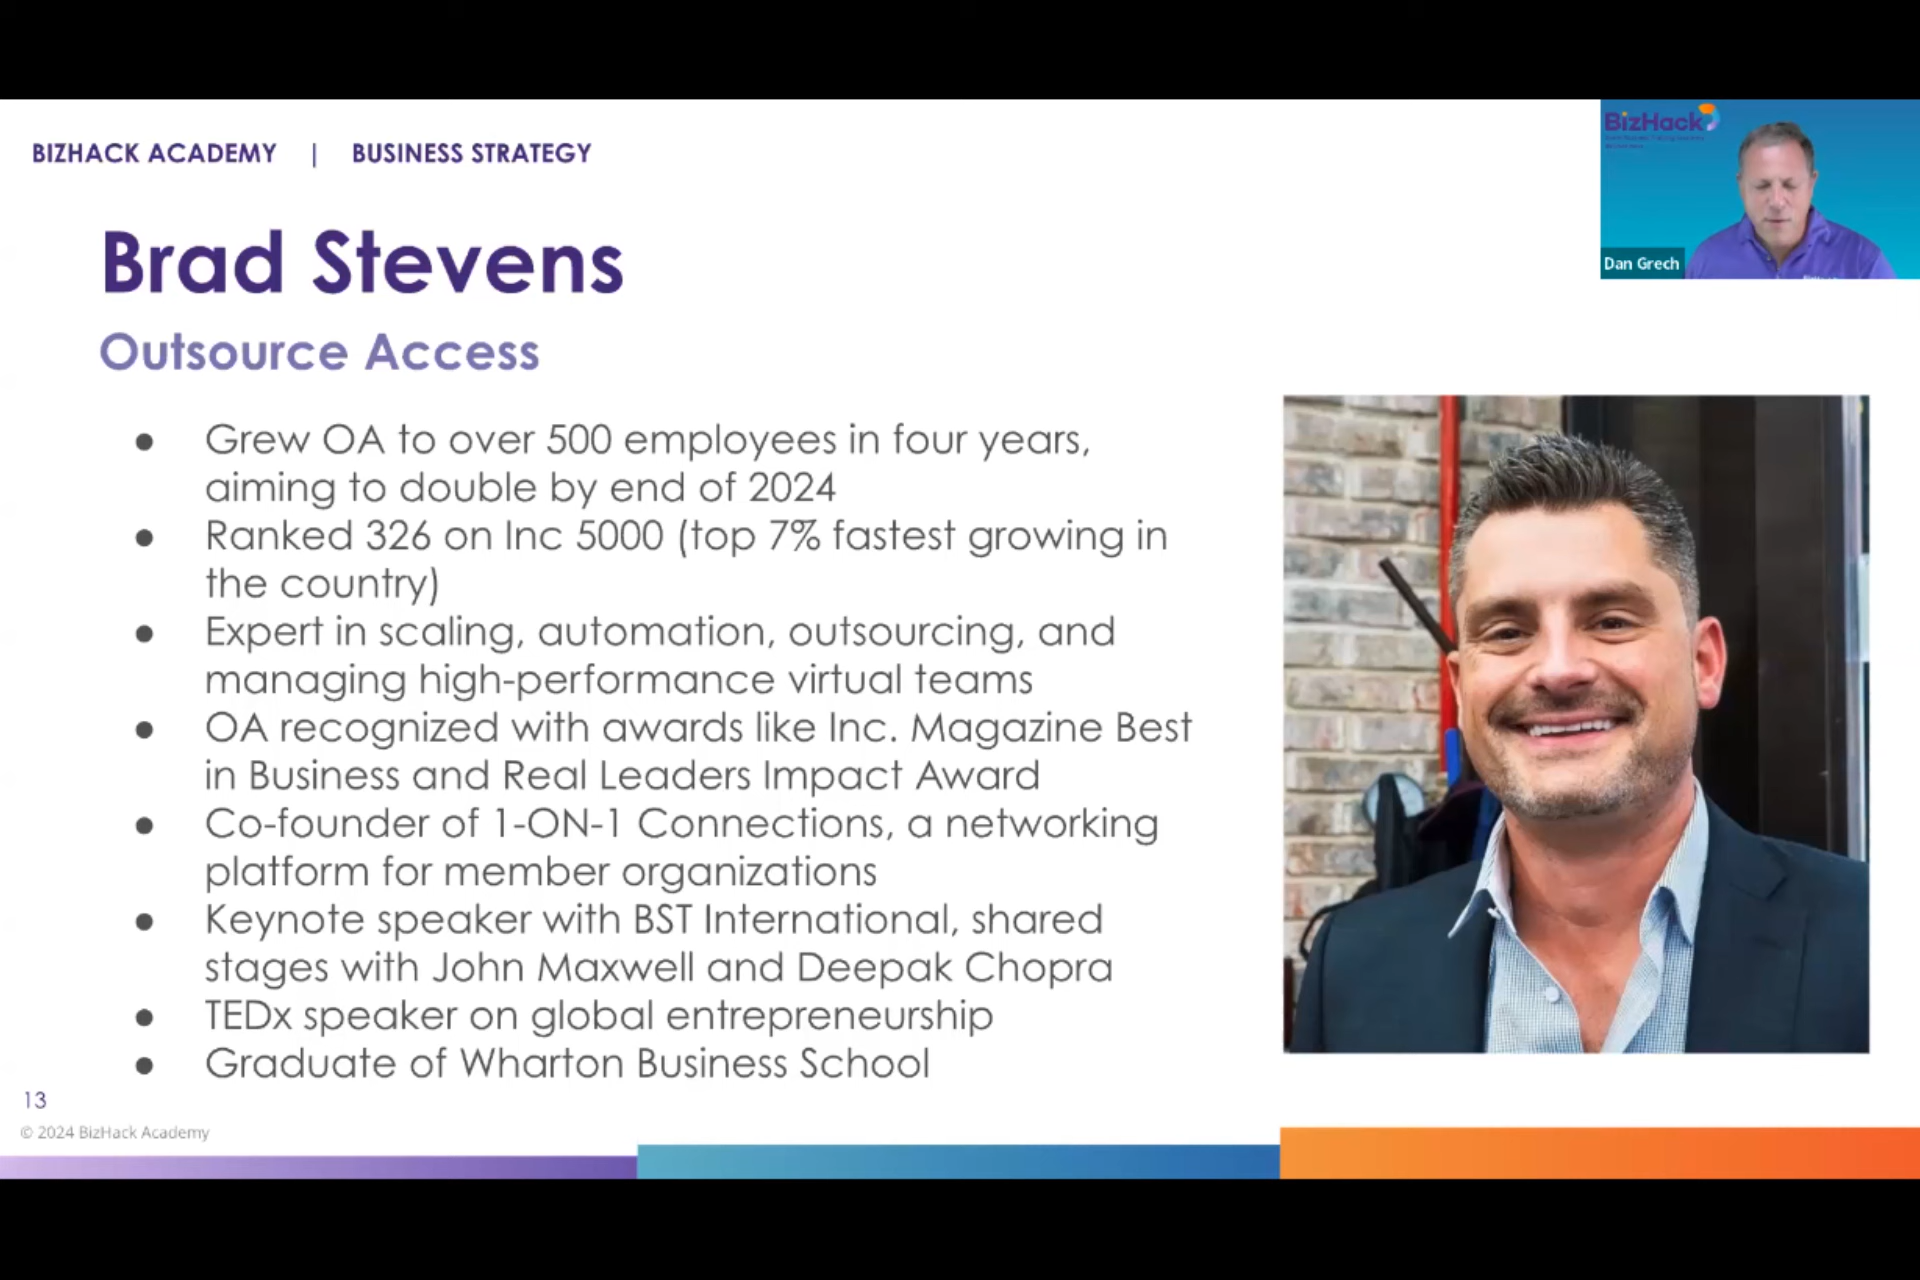 BIZHACK ACADEMY | BUSINESS STRATEGY
BizHack
Dan Grech
Brad Stevens
Outsource Access
● Grew OA to over 500 employees in four years,
aiming to double by end of 2024
● Ranked 326 on Inc 5000 (top 7% fastest growing in
the country)
● Expert in scaling, automation, outsourcing, and
managing high-performance virtual teams
● OA recognized with awards like Inc. Magazine Best
in Business and Real Leaders Impact Award
● Co-founder of 1-ON-1 Connections, a networking
platform for member organizations
● Keynote speaker with BST International, shared
stages with John Maxwell and Deepak Chopra
● TEDx speaker on global entrepreneurship
● Graduate of Wharton Business School
13
© 2024 BizHack Academy